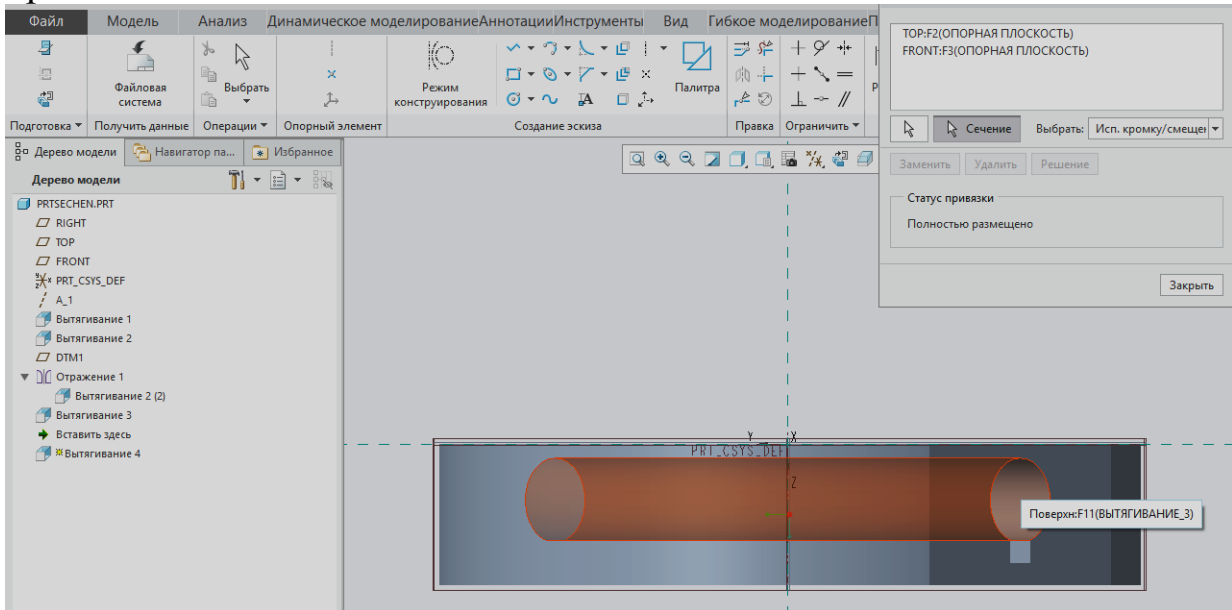 Файл Модель Анализ Динамическое моделирование Аннотации Инструменты Вид Гибкое моделирование
Файловая система
Выбрать
Режим конструирования
Палитра
Подготовка Получить данные Операции Опорный элемент Создание эскиза Правка Ограничить
TOP:F2(ОПОРНАЯ ПЛОСКОСТЬ)
FRONT:F3(ОПОРНАЯ ПЛОСКОСТЬ)
Сечение Выбрать: Исп. кромку/смещен
Заменить Удалить Решение
Статус привязки
Полностью размещено
Закрыть
Дерево модели Навигатор па... Избранное
Дерево модели
PRTSECHEN.PRT
RIGHT
TOP
FRONT
PRT_CSYS_DEF
A_1
Вытягивание 1
Вытягивание 2
DTM1
Отражение 1
Вытягивание 2 (2)
Вытягивание 3
Вставить здесь
Вытягивание 4
Y X
PRT_CSYS_DEF
Z
Поверхн:F11(ВЫТЯГИВАНИЕ_3)